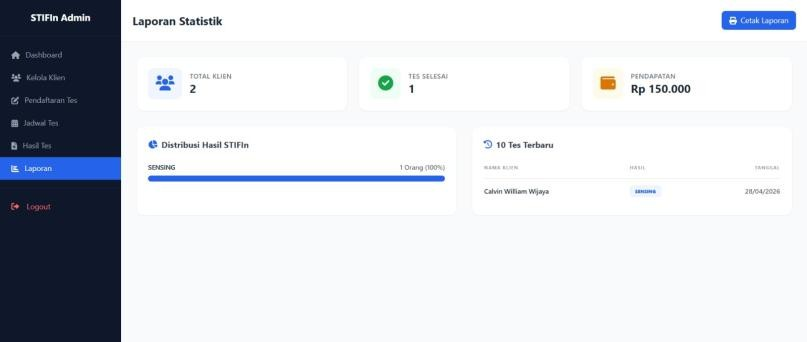 STIFIn Admin
Dashboard
Kelola Klien
Pendaftaran Tes
Jadwal Tes
Hasil Tes
Laporan
Logout
Laporan Statistik
Cetak Laporan
TOTAL KLIEN
2
TES SELESAI
1
PENDAPATAN
Rp 150.000
Distribusi Hasil STIFIn
SENSING 1 Orang (100%)
10 Tes Terbaru
NAMA KLIEN HASIL TANGGAL
Calvin William Wijaya SENSING 28/04/2026